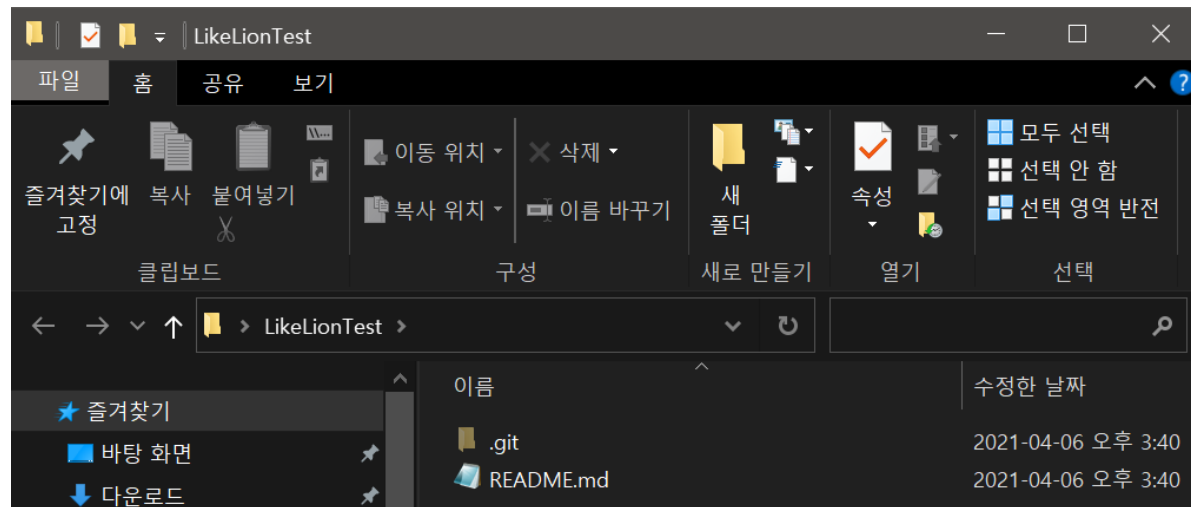 LikeLionTest
파일 홈 공유 보기
즐겨찾기에
고정
복사
붙여넣기
이동 위치
복사 위치
삭제
이름 바꾸기
새
폴더
속성
모두 선택
선택 안 함
선택 영역 반전
클립보드 구성 새로 만들기 열기 선택
LikeLionTest
이름 수정한 날짜
즐겨찾기
바탕 화면
다운로드
.git 2021-04-06 오후 3:40
README.md 2021-04-06 오후 3:40